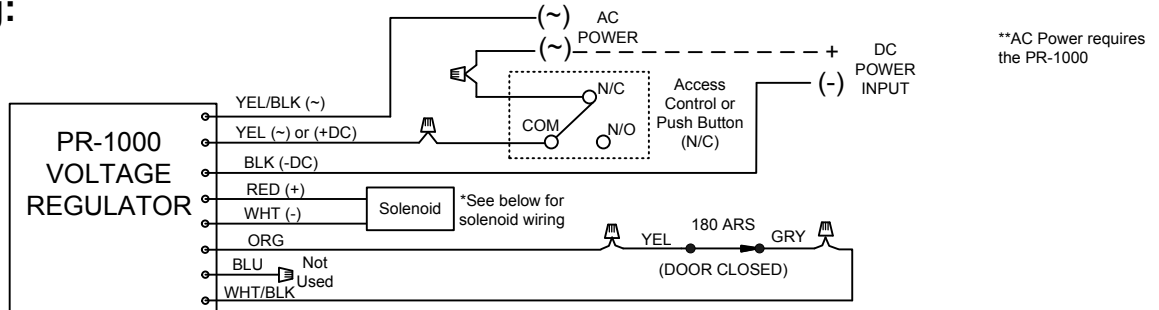 g:
(~) AC
POWER
(~)
+ DC
POWER
INPUT
(-)
**AC Power requires
the PR-1000
N/C
COM
N/O
Access
Control or
Push Button
(N/C)
PR-1000
VOLTAGE
REGULATOR
YEL/BLK (~)
YEL (~) or (+DC)
BLK (-DC)
RED (+)
WHT (-)
Solenoid
*See below for
solenoid wiring
ORG
YEL
180 ARS
GRY
(DOOR CLOSED)
BLU
Not
Used
WHT/BLK